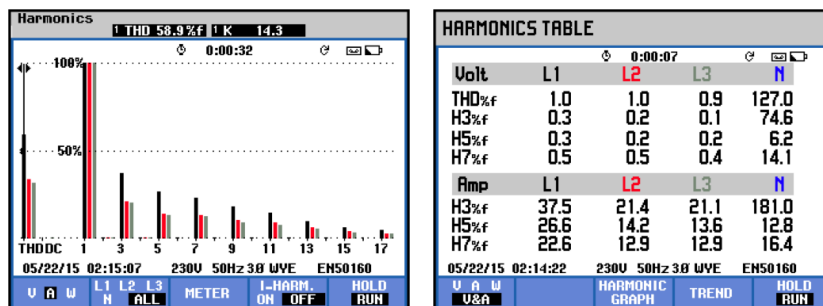 Harmonics
1 THD 58.9%f 1 K 14.3
0:00:32
100%
50%
THDDC 1 3 5 7 9 11 13 15 17
05/22/15 02:15:07 230V 50Hz 3Ø WYE EN50160
V A W L1 L2 L3 N ALL METER I-HARM. ON OFF HOLD RUN
HARMONICS TABLE
0:00:07
Volt L1 L2 L3 N
THD%f 1.0 1.0 0.9 127.0
H3%f 0.3 0.2 0.1 74.6
H5%f 0.3 0.2 0.2 6.2
H7%f 0.5 0.5 0.4 14.1
Amp L1 L2 L3 N
H3%f 37.5 21.4 21.1 181.0
H5%f 26.6 14.2 13.6 12.8
H7%f 22.6 12.9 12.9 16.4
05/22/15 02:14:22 230V 50Hz 3Ø WYE EN50160
V A W V&A HARMONIC GRAPH TREND HOLD RUN